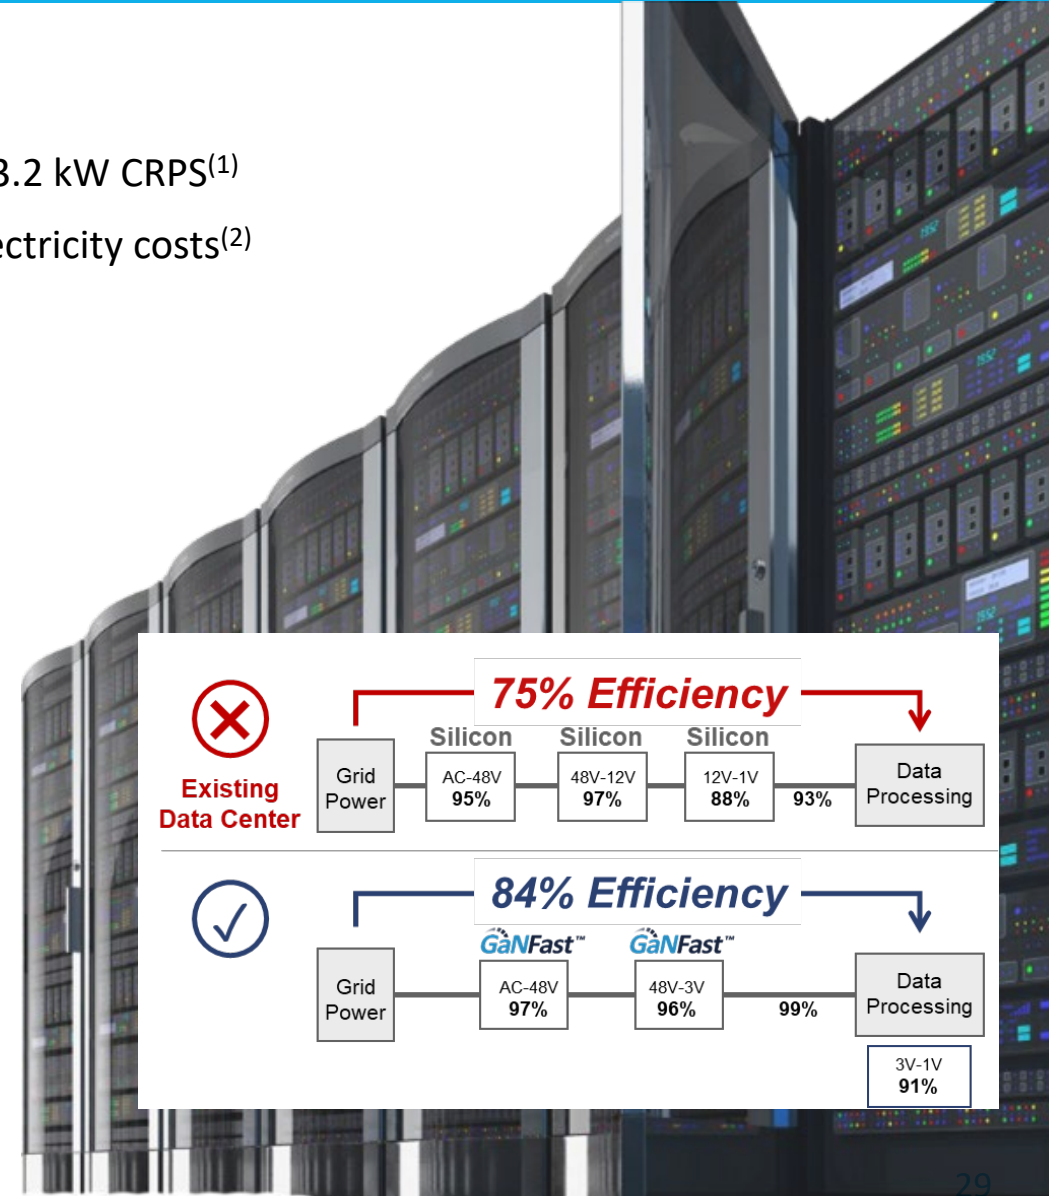 3.2 kW CRPS(1)
ectricity costs(2)
75% Efficiency
Silicon Silicon Silicon
Existing
Data Center
Grid
Power
AC-48V
95%
48V-12V
97%
12V-1V
88%
93%
Data
Processing
84% Efficiency
GaNFast™ GaNFast™
Grid
Power
AC-48V
97%
48V-3V
96%
99%
Data
Processing
3V-1V
91%
29